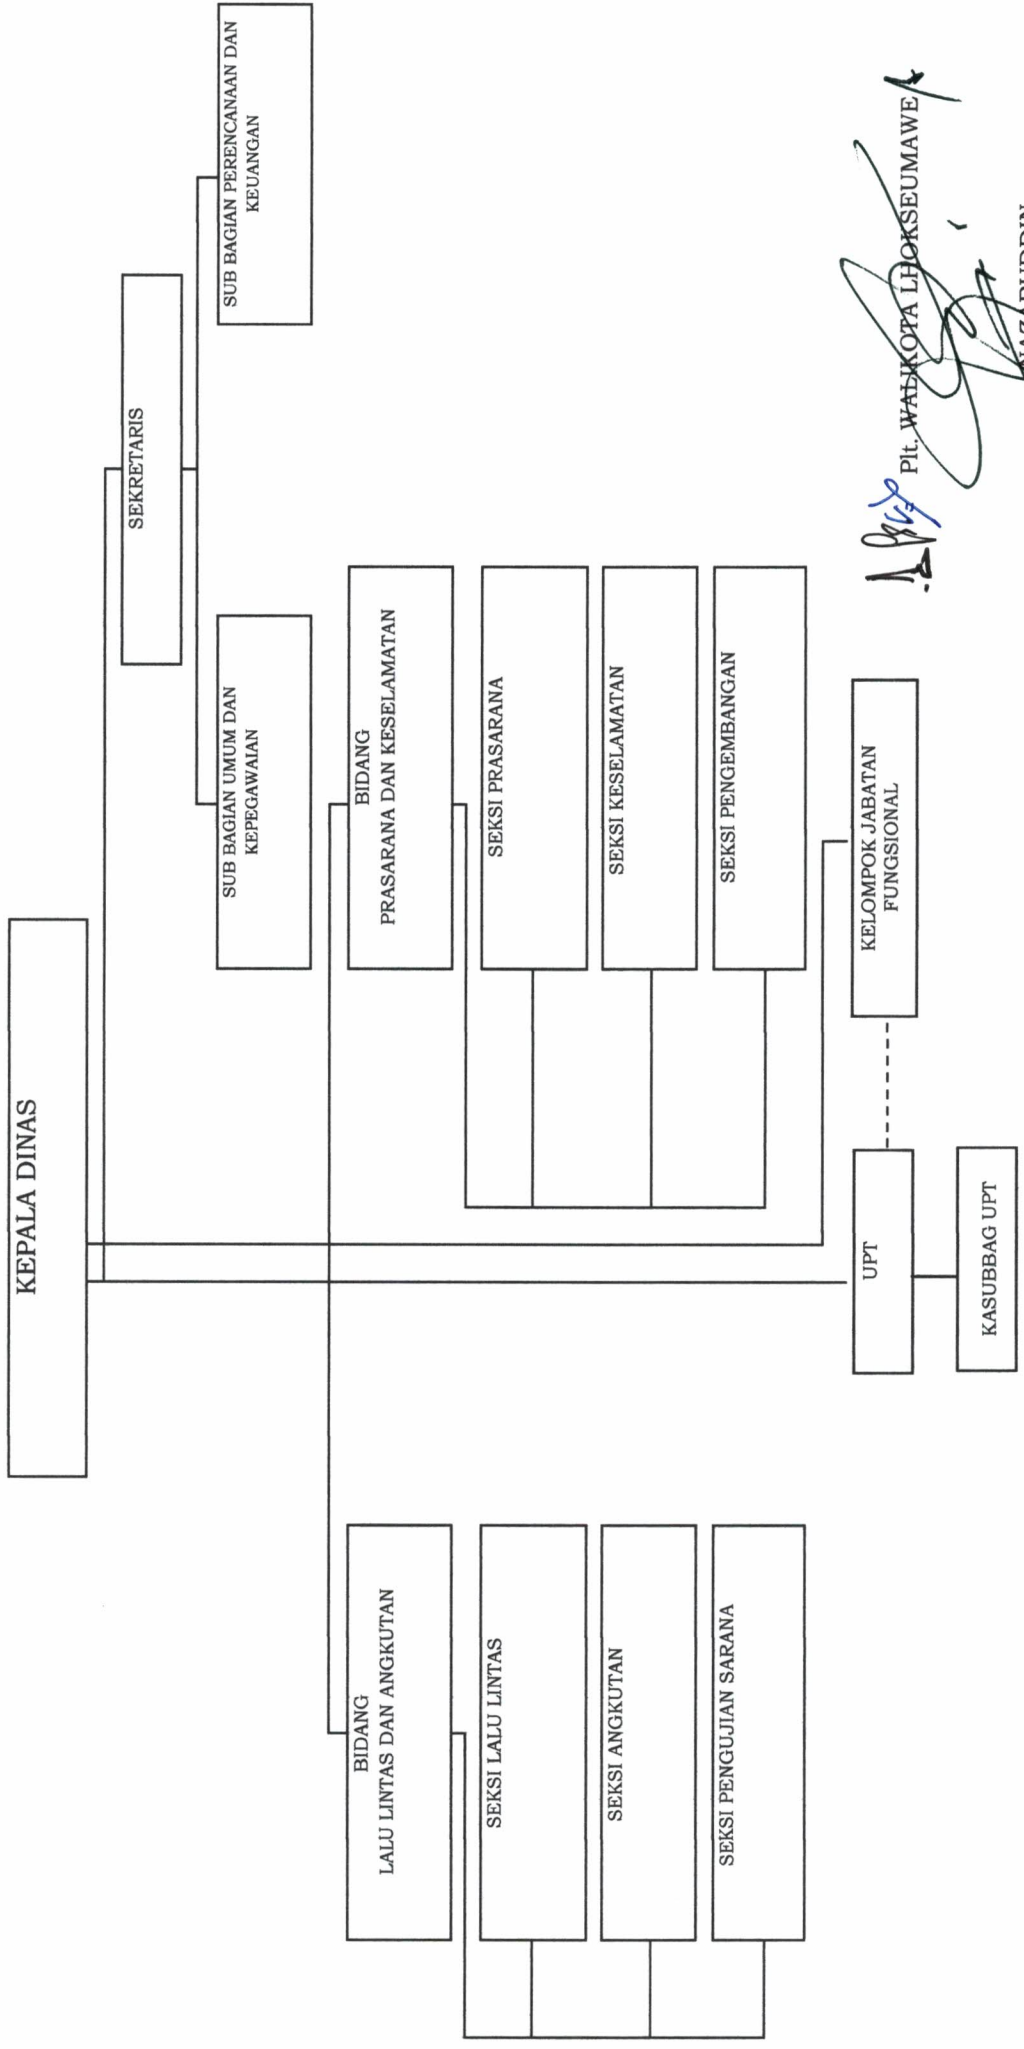 KEPALA DINAS
SEKRETARIS
SUB BAGIAN UMUM DAN
KEPEGAWAIAN
SUB BAGIAN PERENCANAAN DAN
KEUANGAN
BIDANG
LALU LINTAS DAN ANGKUTAN
SEKSI LALU LINTAS
SEKSI ANGKUTAN
SEKSI PENGUJIAN SARANA
BIDANG
PRASARANA DAN KESELAMATAN
SEKSI PRASARANA
SEKSI KESELAMATAN
SEKSI PENGEMBANGAN
UPT
KASUBBAG UPT
KELOMPOK JABATAN
FUNGSIONAL
Plt. WALIKOTA LHOKSEUMAWE